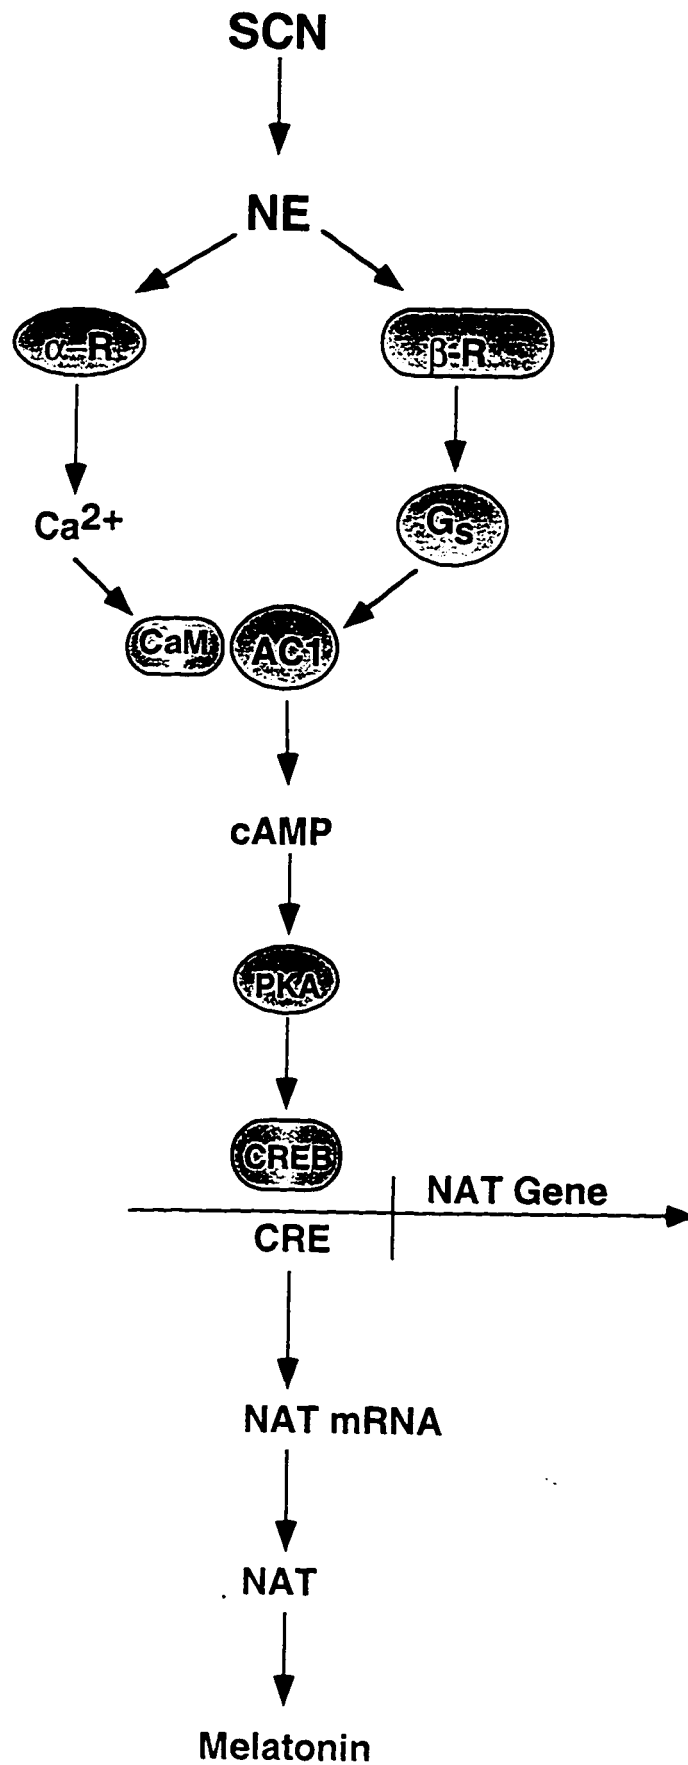 SCN
NE
α-R
β-R
Ca2+
Gs
CaM
AC1
cAMP
PKA
CREB
NAT Gene
CRE
NAT mRNA
NAT
Melatonin